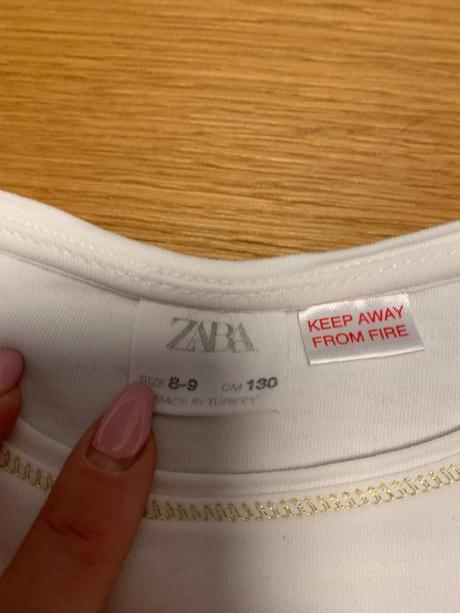 ZARA
SIZE 8-9 CM 130
MADE IN TURKEY
KEEP AWAY
FROM FIRE